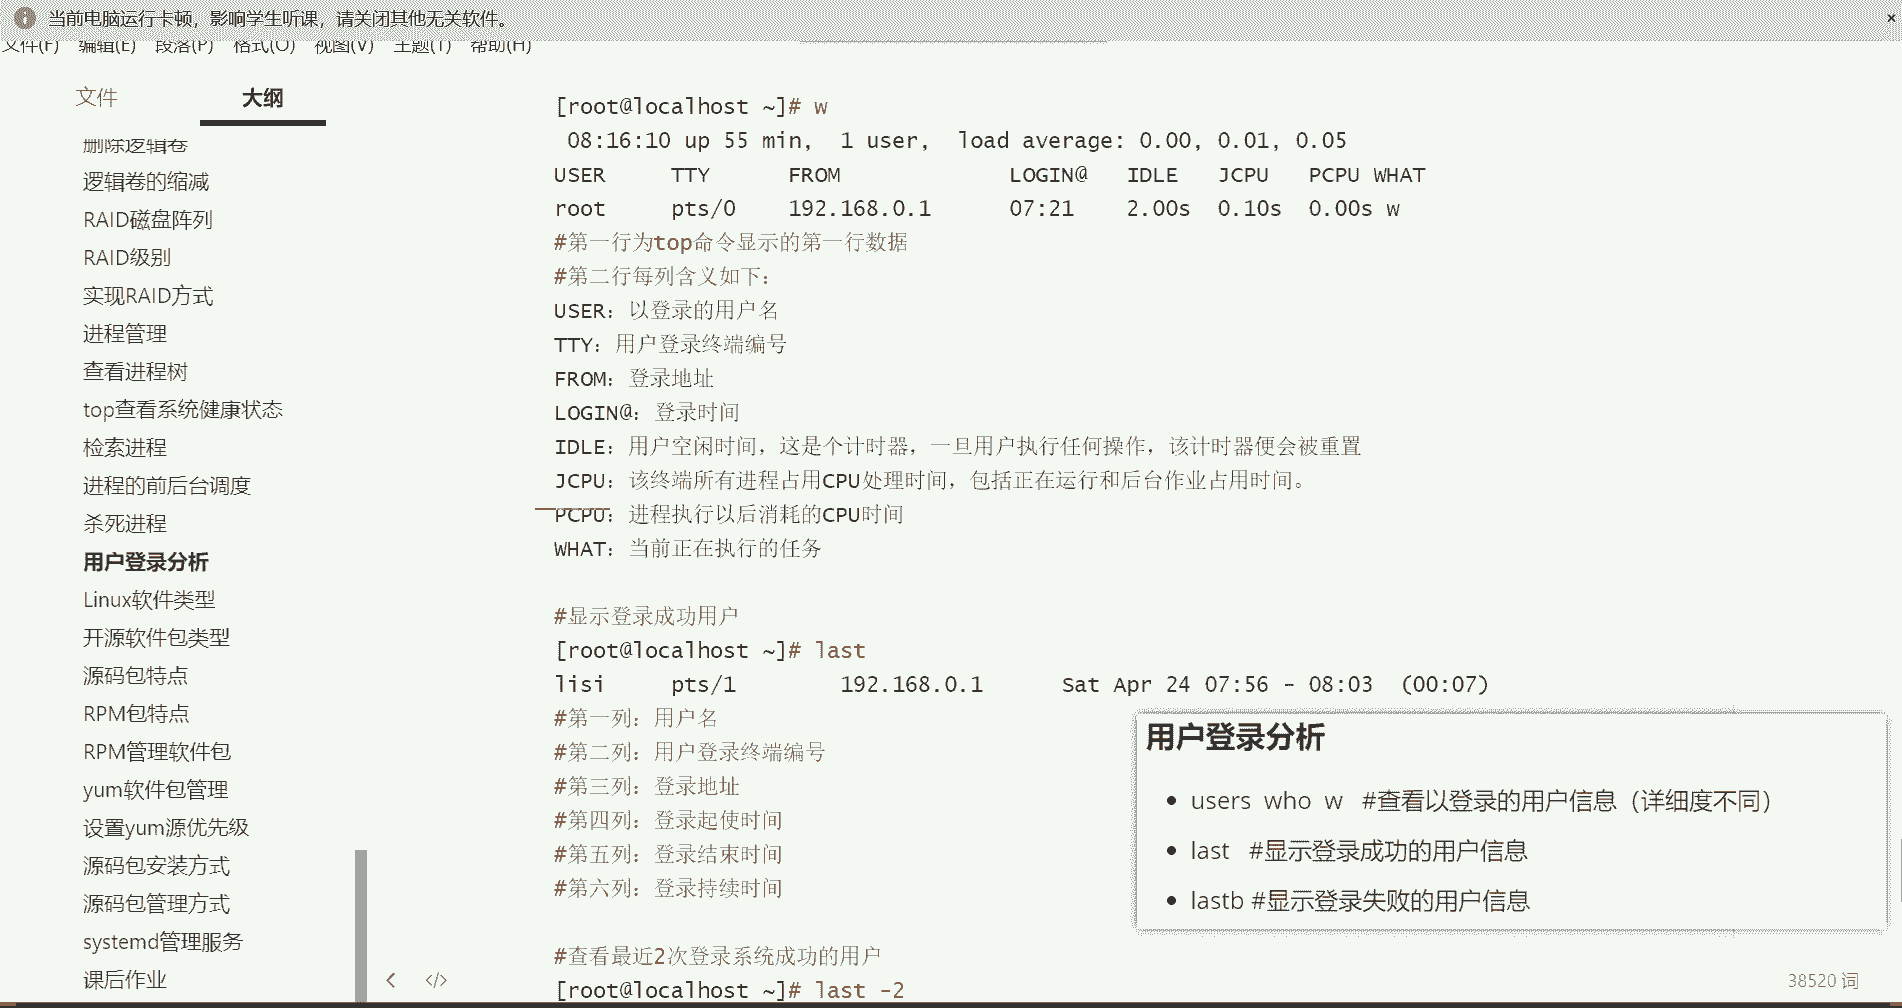 当前电脑运行卡顿，影响学生听课，请关闭其他无关软件。
×
文件(F) 编辑(E) 段落(P) 格式(O) 视图(V) 主题(T) 帮助(H)
文件 大纲
删除逻辑卷
逻辑卷的缩减
RAID磁盘阵列
RAID级别
实现RAID方式
进程管理
查看进程树
top查看系统健康状态
检索进程
进程的前后台调度
杀死进程
用户登录分析
Linux软件类型
开源软件包类型
源码包特点
RPM包特点
RPM管理软件包
yum软件包管理
设置yum源优先级
源码包安装方式
源码包管理方式
systemd管理服务
课后作业
[root@localhost ~]# w
08:16:10 up 55 min,  1 user,  load average: 0.00, 0.01, 0.05
USER TTY FROM LOGIN@ IDLE JCPU PCPU WHAT
root pts/0 192.168.0.1 07:21 2.00s 0.10s 0.00s w
#第一行为top命令显示的第一行数据
#第二行每列含义如下：
USER：以登录的用户名
TTY：用户登录终端编号
FROM：登录地址
LOGIN@：登录时间
IDLE：用户空闲时间，这是个计时器，一旦用户执行任何操作，该计时器便会被重置
JCPU：该终端所有进程占用CPU处理时间，包括正在运行和后台作业占用时间。
PCPU：进程执行以后消耗的CPU时间
WHAT：当前正在执行的任务
#显示登录成功用户
[root@localhost ~]# last
lisi pts/1 192.168.0.1 Sat Apr 24 07:56 - 08:03 (00:07)
#第一列：用户名
#第二列：用户登录终端编号
#第三列：登录地址
#第四列：登录起使时间
#第五列：登录结束时间
#第六列：登录持续时间
#查看最近2次登录系统成功的用户
[root@localhost ~]# last -2
用户登录分析
• users who w #查看以登录的用户信息（详细度不同）
• last #显示登录成功的用户信息
• lastb #显示登录失败的用户信息
< </>
38520 词